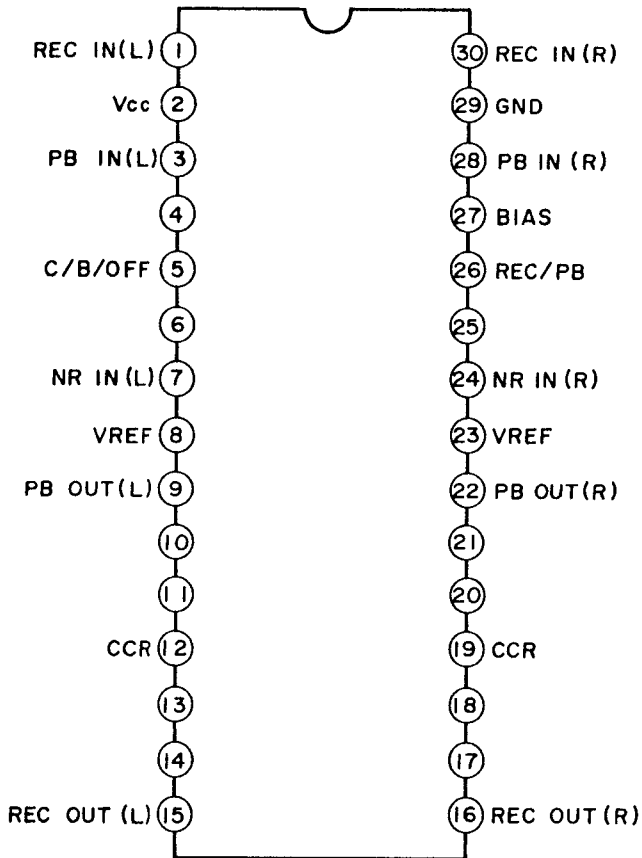 REC IN(L) 1 30 REC IN(R)
Vcc 2 29 GND
PB IN(L) 3 28 PB IN(R)
4 27 BIAS
C/B/OFF 5 26 REC/PB
6 25
NR IN(L) 7 24 NR IN(R)
VREF 8 23 VREF
PB OUT(L) 9 22 PB OUT(R)
10 21
11 20
CCR 12 19 CCR
13 18
14 17
REC OUT (L) 15 16 REC OUT(R)